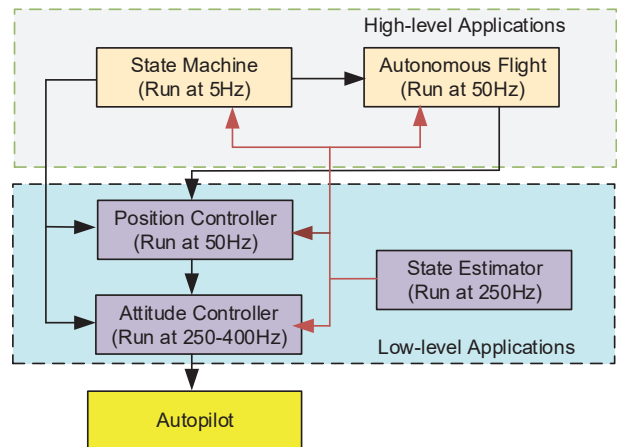 High-level Applications
State Machine
(Run at 5Hz)
Autonomous Flight
(Run at 50Hz)
Position Controller
(Run at 50Hz)
State Estimator
(Run at 250Hz)
Attitude Controller
(Run at 250-400Hz)
Low-level Applications
Autopilot